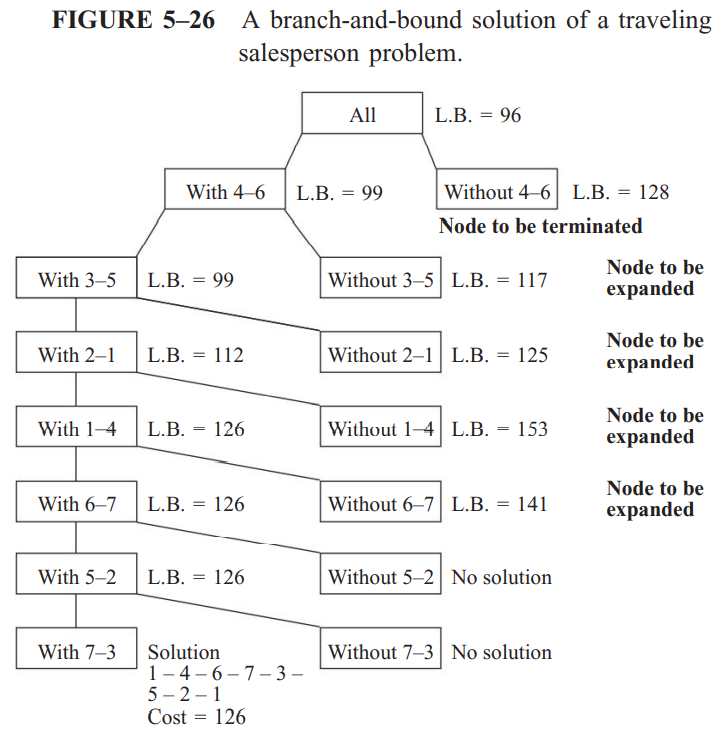 FIGURE 5–26 A branch-and-bound solution of a traveling
salesperson problem.
All L.B. = 96
With 4–6 L.B. = 99 Without 4–6 L.B. = 128
Node to be terminated
With 3–5 L.B. = 99 Without 3–5 L.B. = 117 Node to be
expanded
With 2–1 L.B. = 112 Without 2–1 L.B. = 125 Node to be
expanded
With 1–4 L.B. = 126 Without 1–4 L.B. = 153 Node to be
expanded
With 6–7 L.B. = 126 Without 6–7 L.B. = 141 Node to be
expanded
With 5–2 L.B. = 126 Without 5–2 No solution
With 7–3 Solution Without 7–3 No solution
1 – 4 – 6 – 7 – 3 –
5 – 2 – 1
Cost = 126